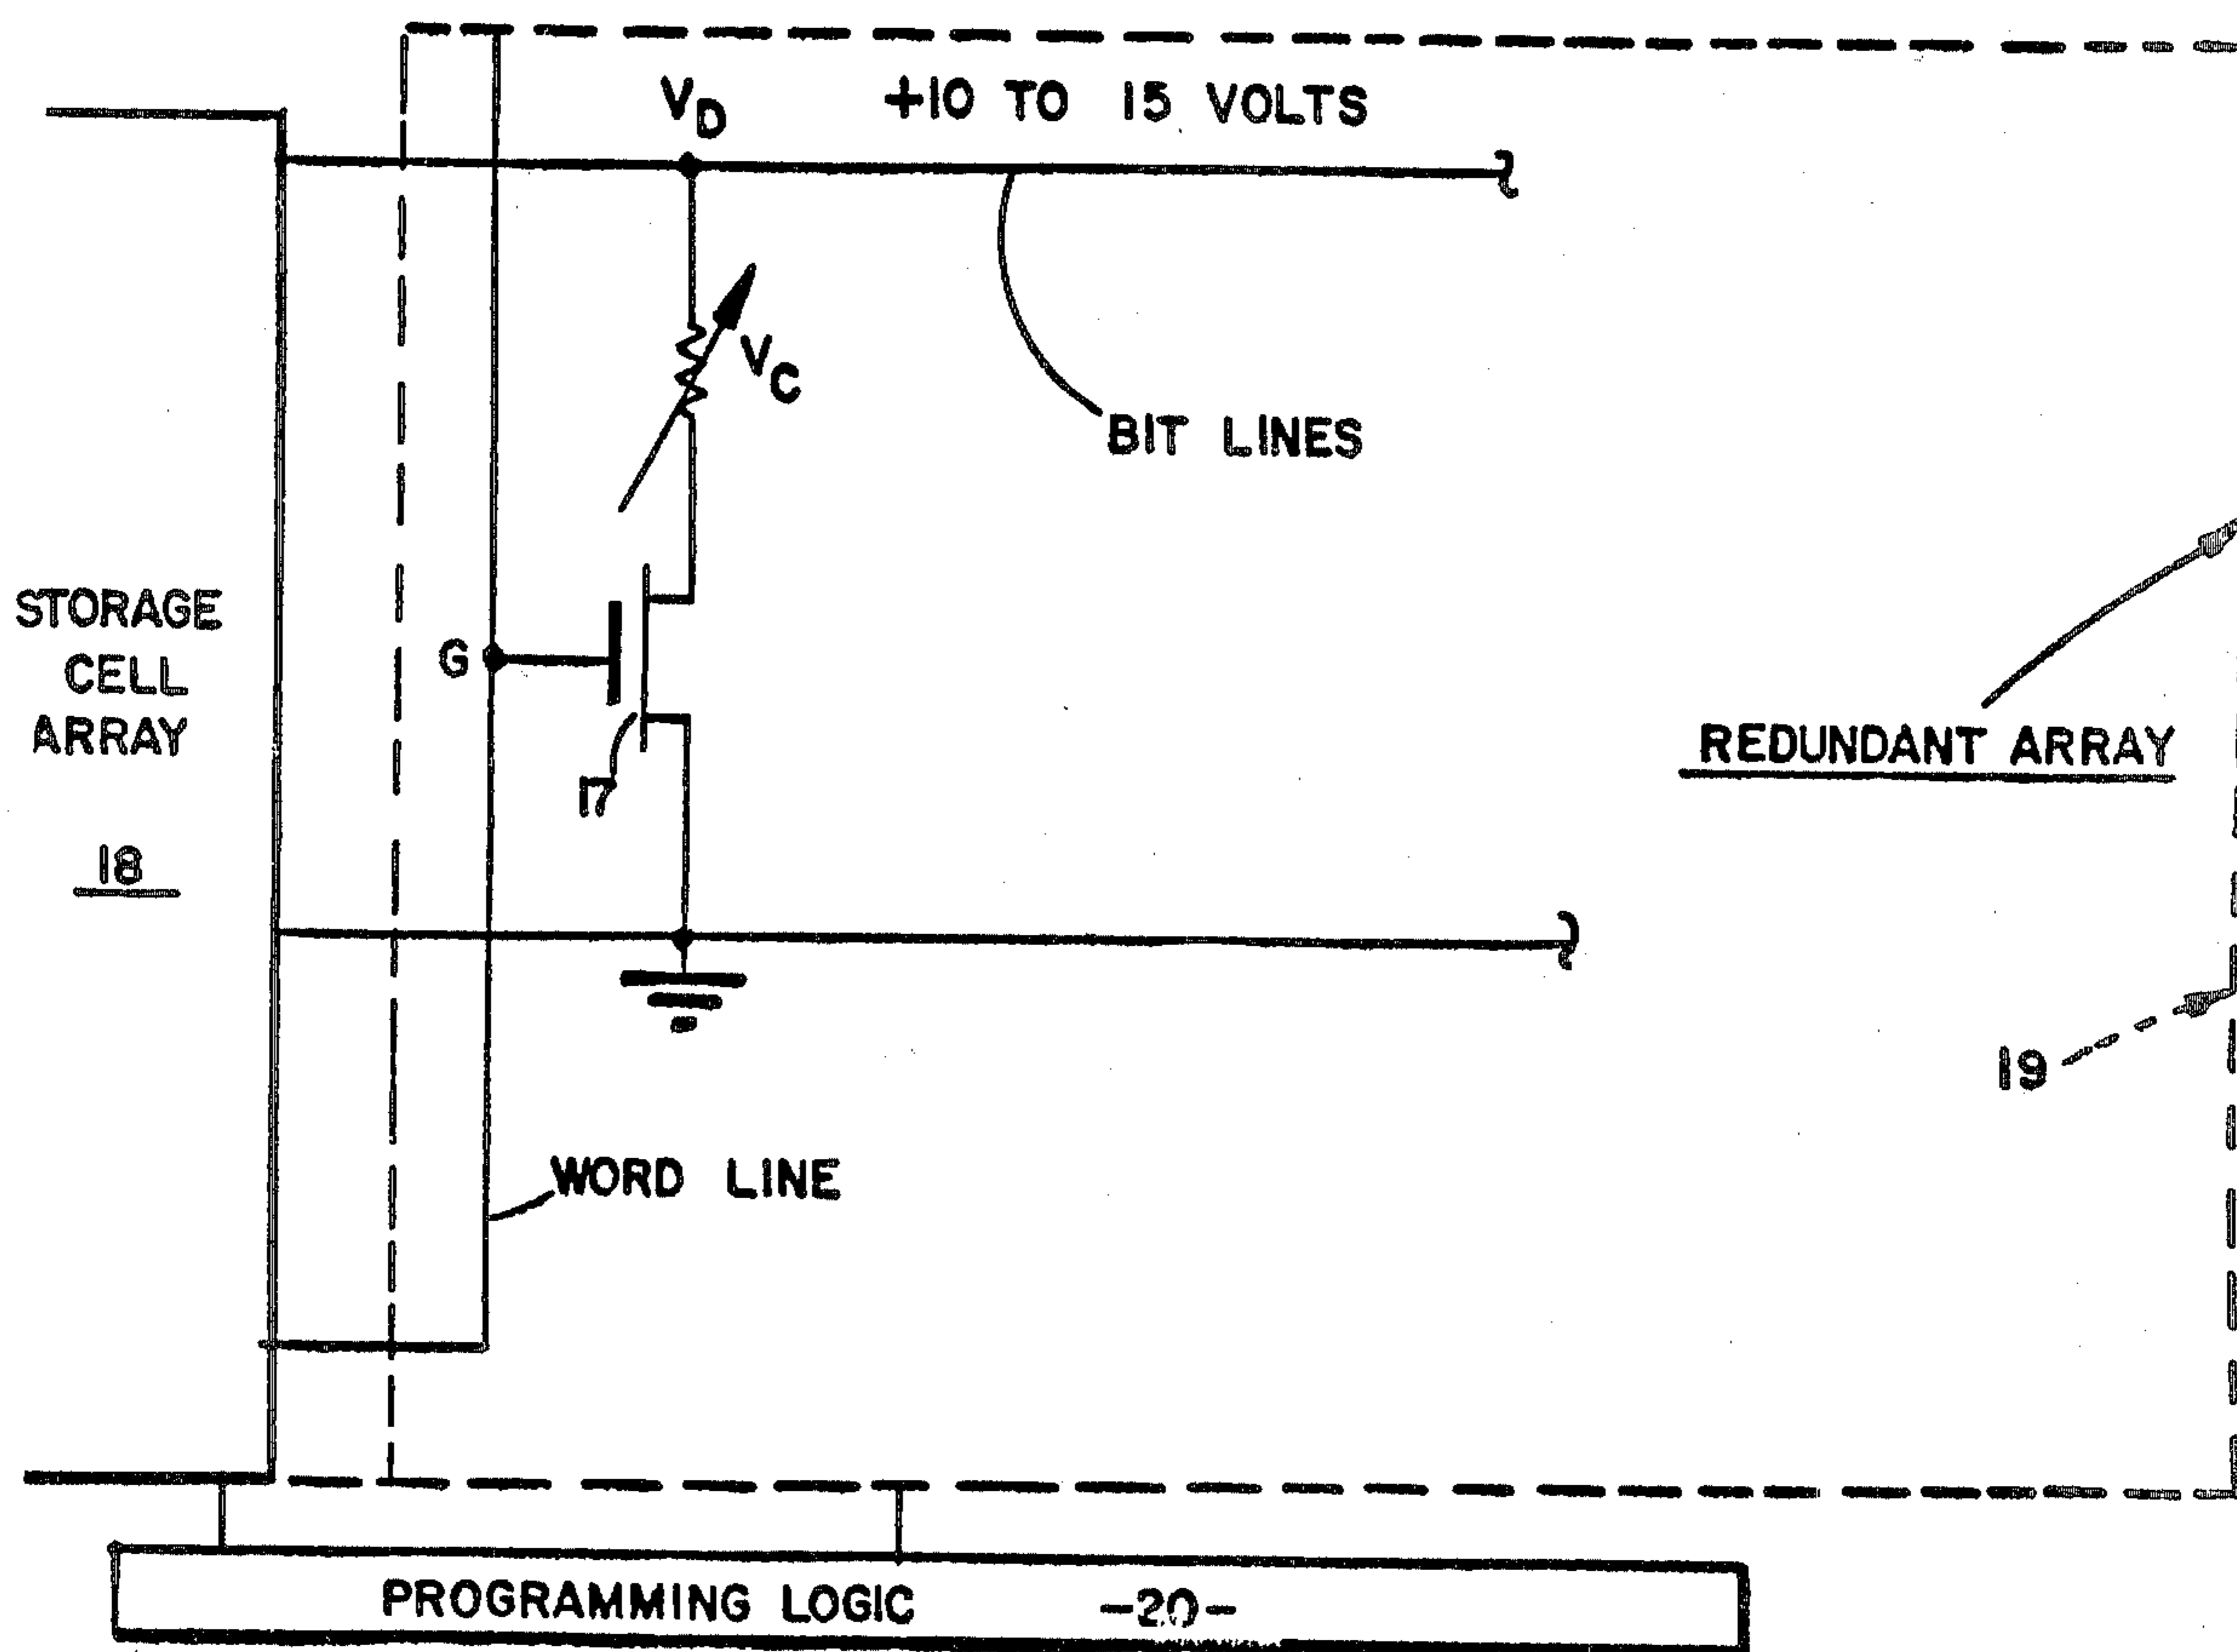 V_D +10 TO 15 VOLTS
V_C
BIT LINES
STORAGE
CELL
ARRAY
18
G
17
REDUNDANT ARRAY
19
WORD LINE
PROGRAMMING LOGIC -20-